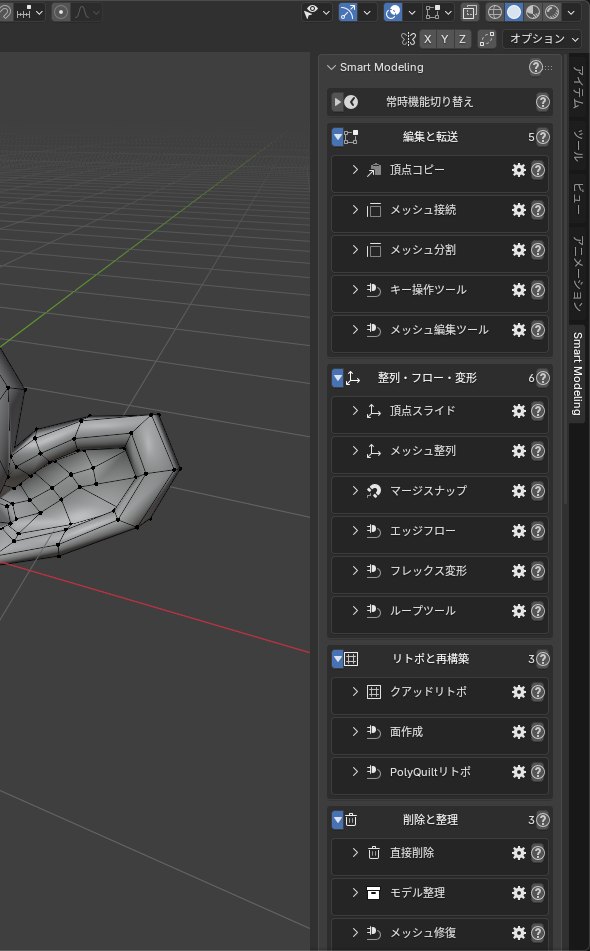 X Y Z オプション
Smart Modeling
常時機能切り替え
編集と転送 5
頂点コピー
メッシュ接続
メッシュ分割
キー操作ツール
メッシュ編集ツール
整列・フロー・変形 6
頂点スライド
メッシュ整列
マージスナップ
エッジフロー
フレックス変形
ループツール
リトポと再構築 3
クアッドリトポ
面作成
PolyQuiltリトポ
削除と整理 3
直接削除
モデル整理
メッシュ修復
アイテム
ツール
ビュー
アニメーション
Smart Modeling